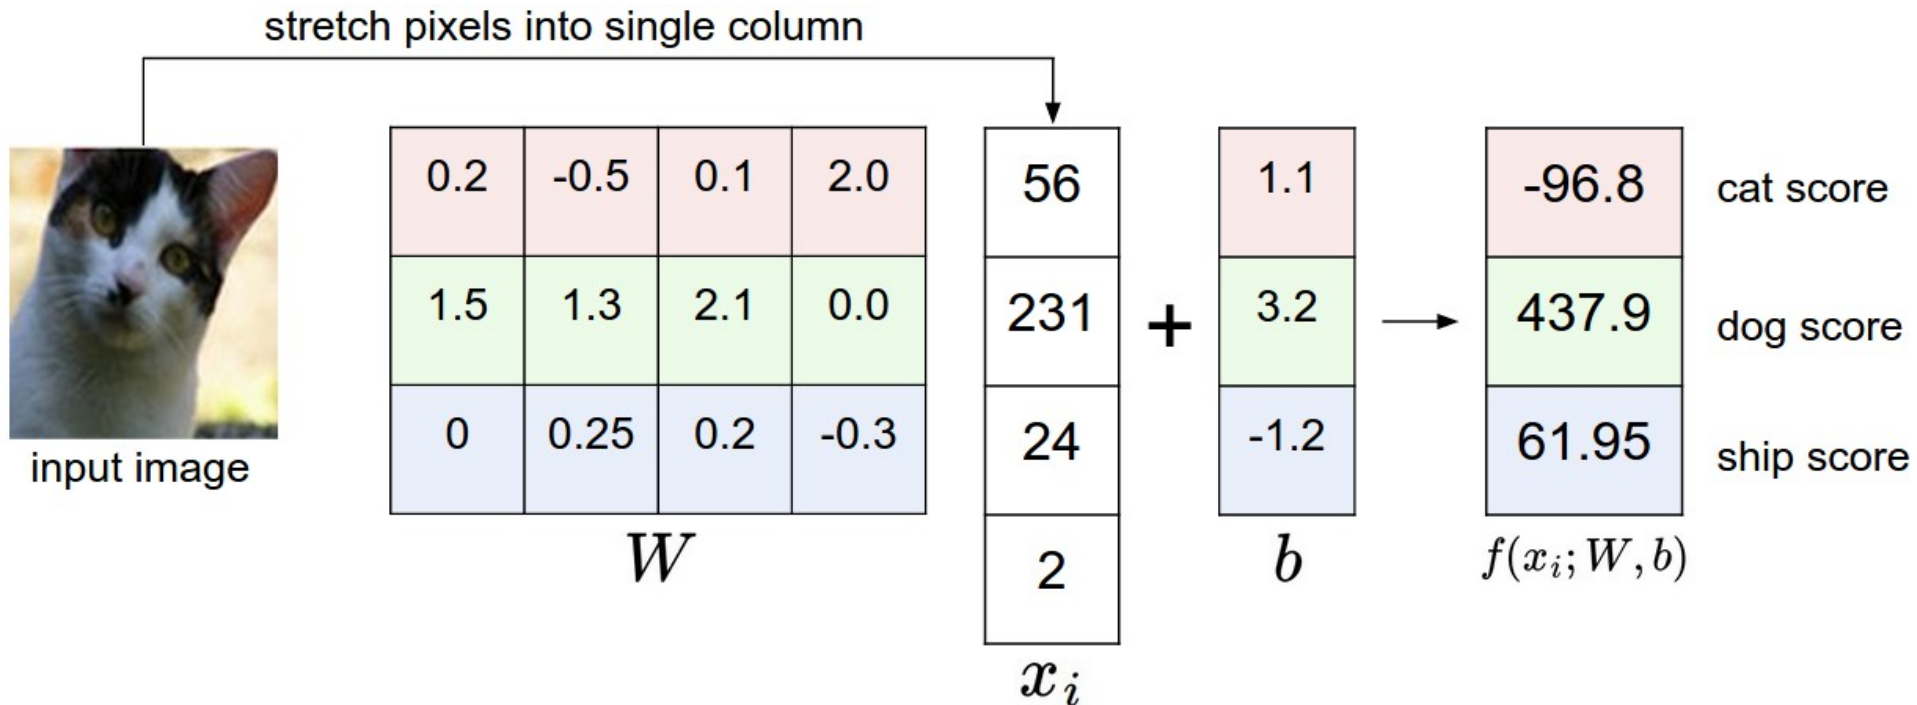 stretch pixels into single column
0.2 -0.5 0.1 2.0 56 1.1 -96.8 cat score
1.5 1.3 2.1 0.0 231 + 3.2 437.9 dog score
0 0.25 0.2 -0.3 24 -1.2 61.95 ship score
input image
2
W b f(x_i; W, b)
x_i